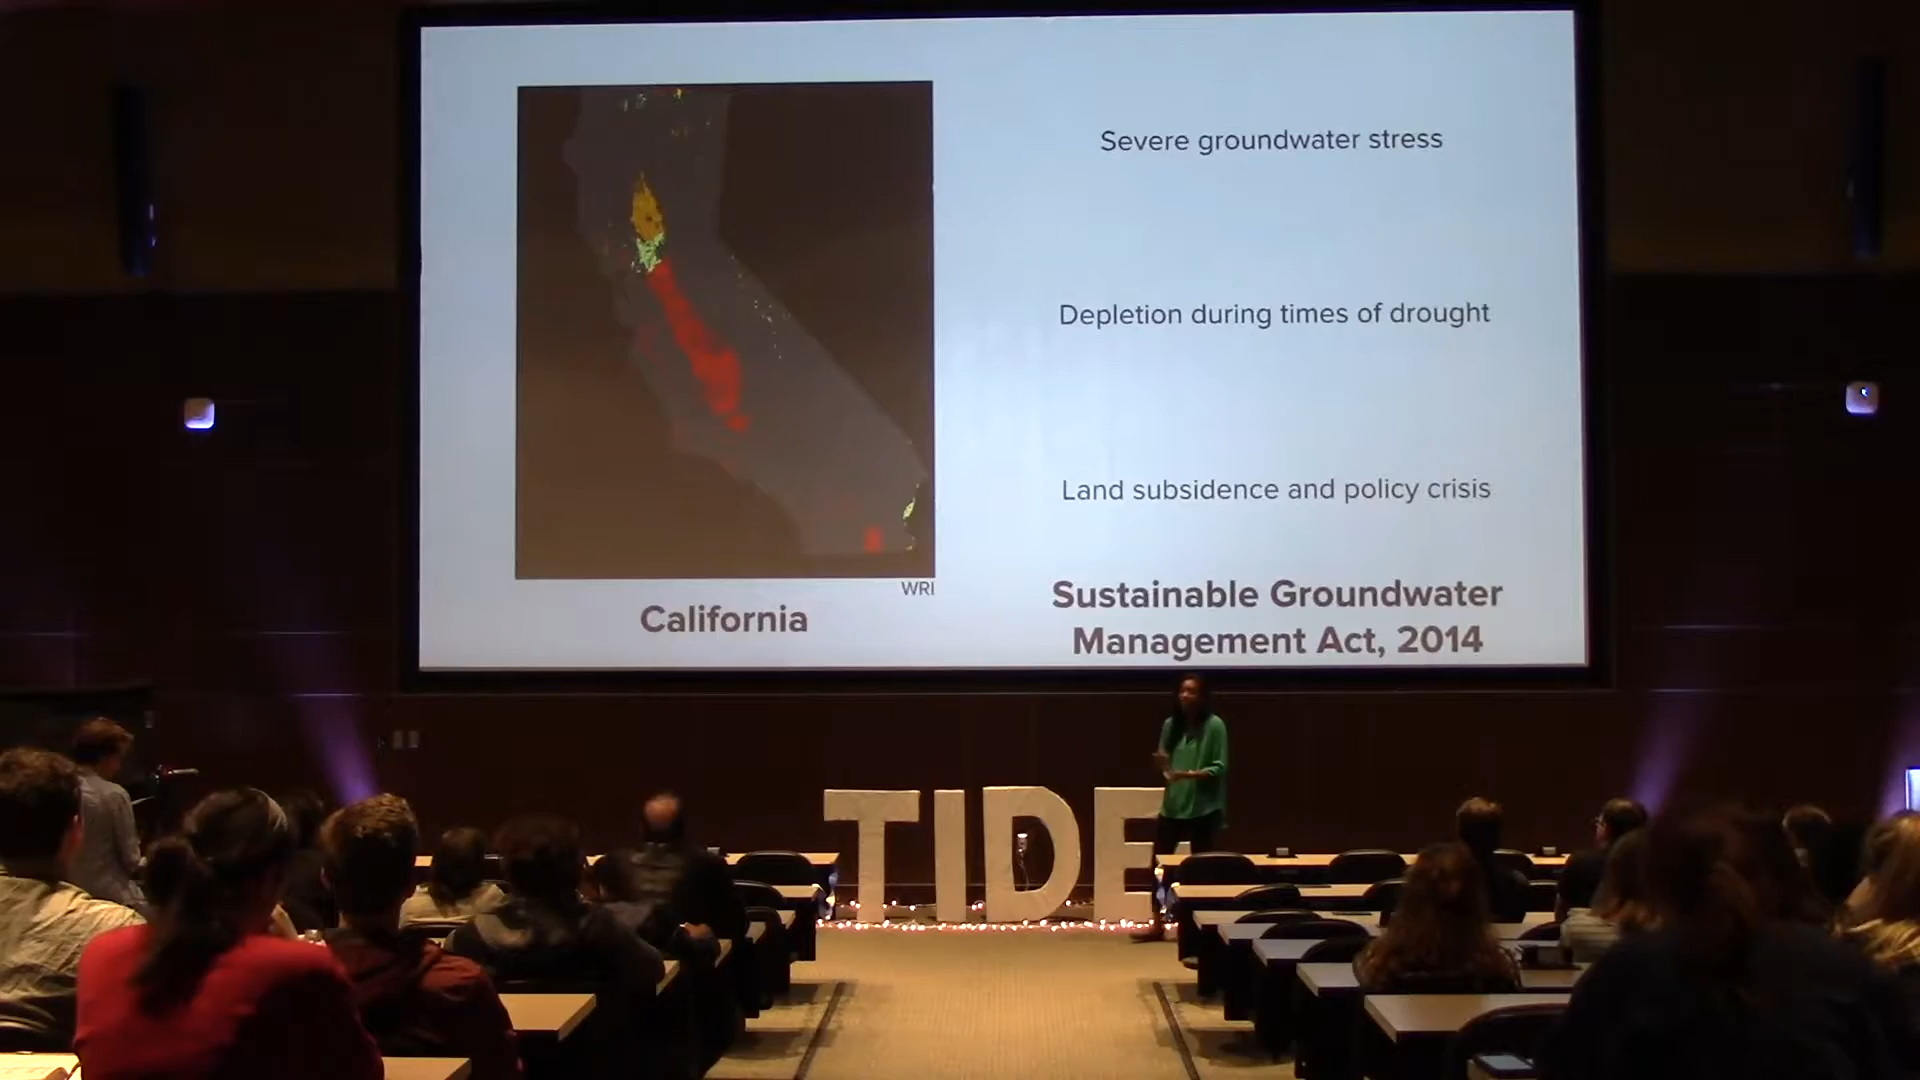 Severe groundwater stress
Depletion during times of drought
Land subsidence and policy crisis
WRI
California
Sustainable Groundwater
Management Act, 2014
TIDE